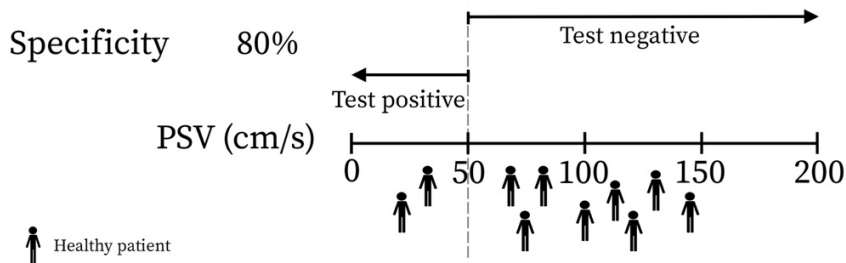 Specificity 80%
Test negative
Test positive
PSV (cm/s)
0 50 100 150 200
Healthy patient